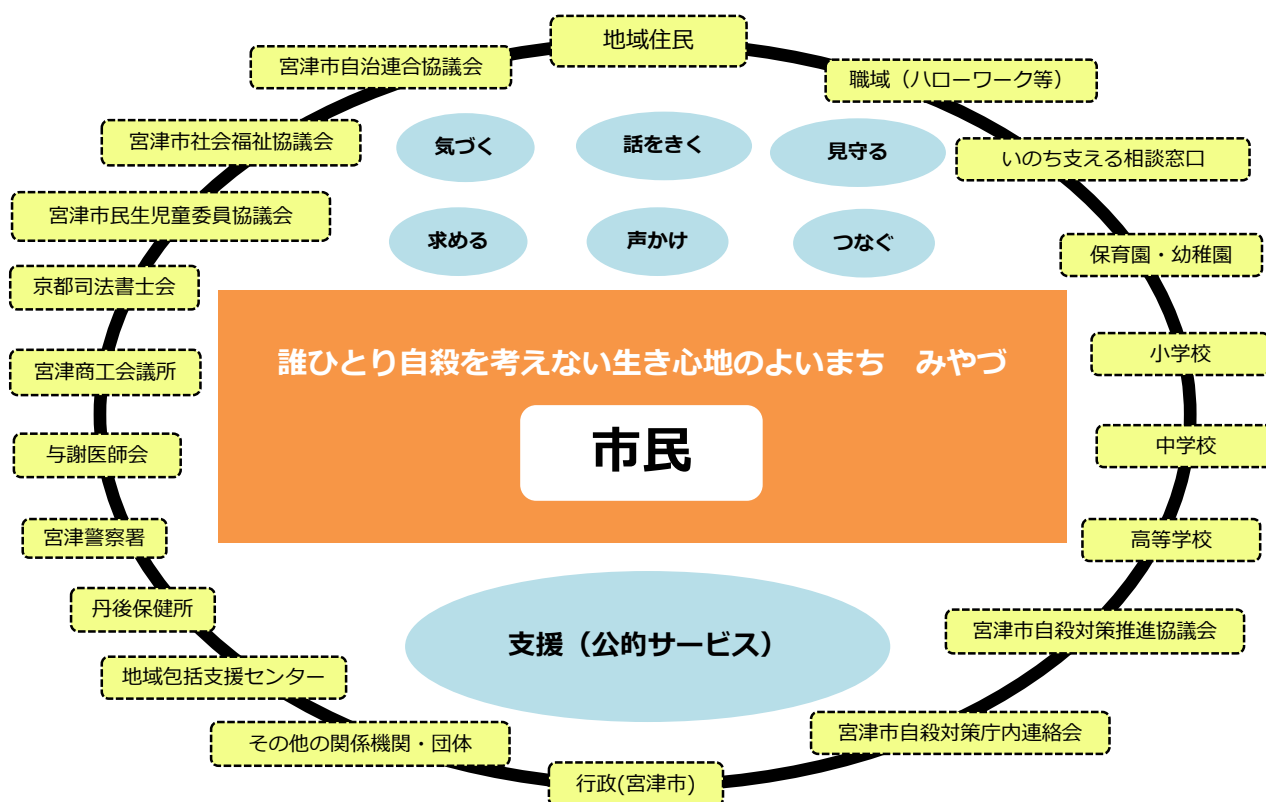 地域住民
宮津市自治連合協議会
職域（ハローワーク等）
宮津市社会福祉協議会
気づく
話をきく
見守る
いのち支える相談窓口
宮津市民生児童委員協議会
求める
声かけ
つなぐ
保育園・幼稚園
京都司法書士会
誰ひとり自殺を考えない生き心地のよいまち　みやづ
小学校
宮津商工会議所
市民
中学校
与謝医師会
宮津警察署
高等学校
丹後保健所
支援（公的サービス）
宮津市自殺対策推進協議会
地域包括支援センター
宮津市自殺対策庁内連絡会
その他の関係機関・団体
行政(宮津市)